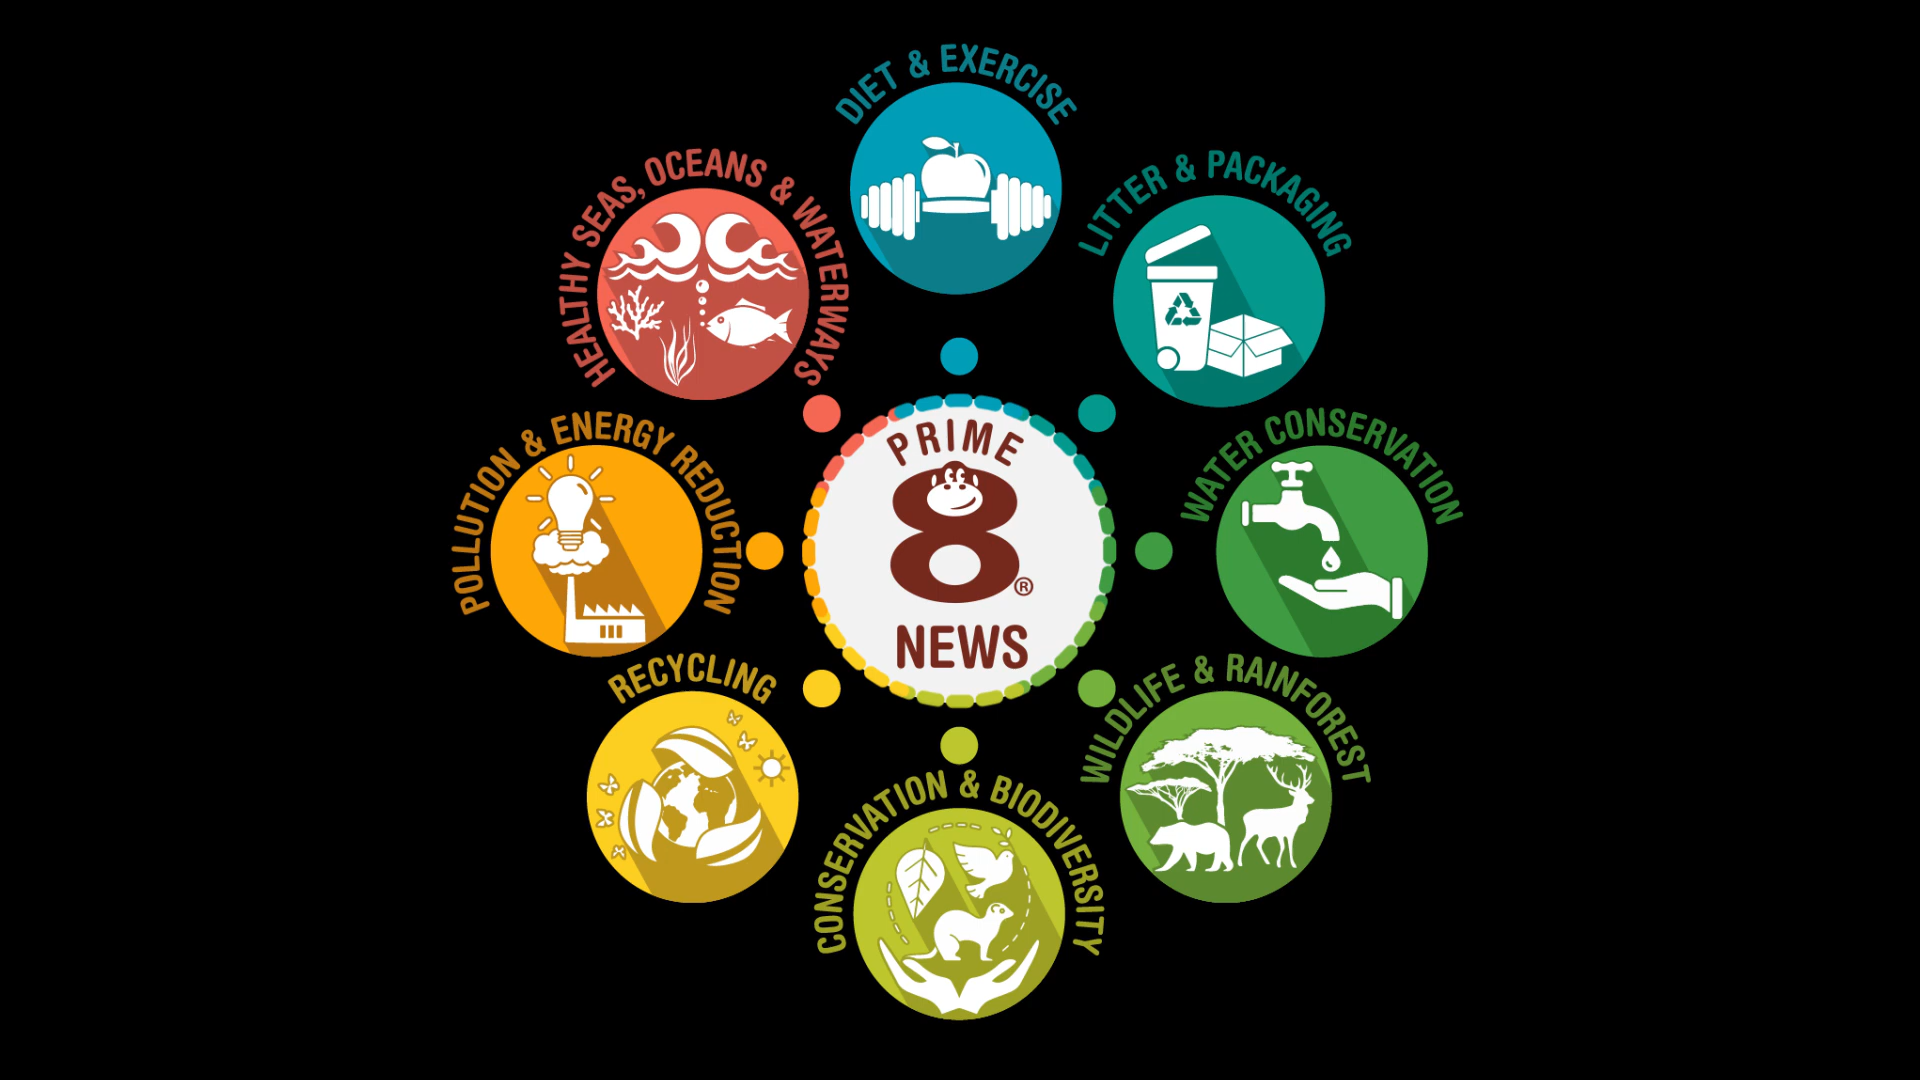 DIET & EXERCISE
LITTER & PACKAGING
WATER CONSERVATION
WILDLIFE & RAINFOREST
CONSERVATION & BIODIVERSITY
RECYCLING
POLLUTION & ENERGY REDUCTION
HEALTHY SEAS, OCEANS & WATERWAYS
PRIME
8®
NEWS